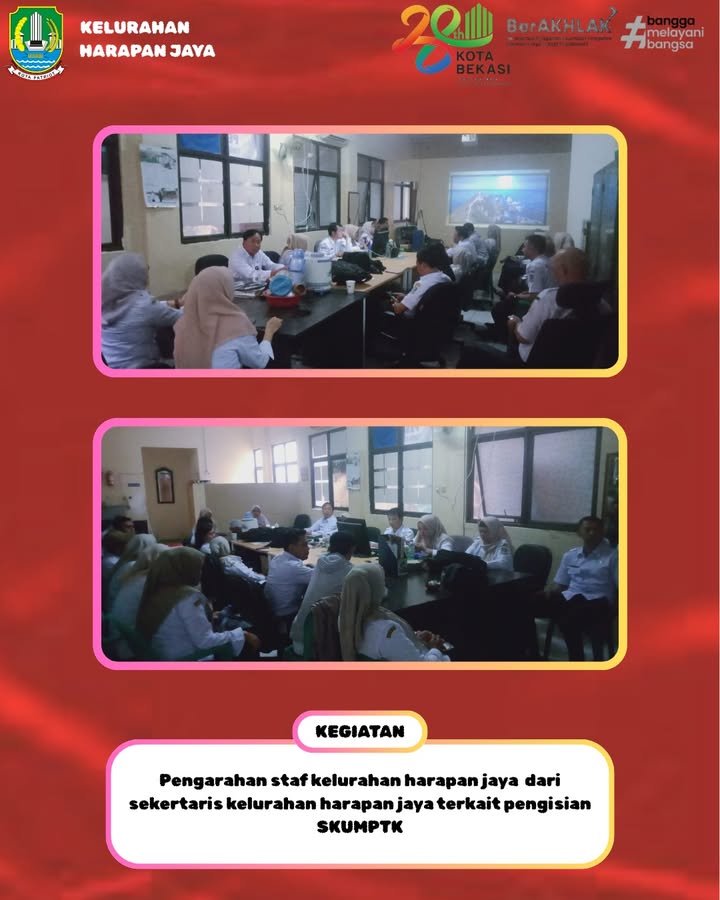 KELURAHAN
HARAPAN JAYA
KOTA PATRIOT
28th
KOTA
BEKASI
BerAKHLAK
#bangga
melayani
bangsa
KEGIATAN
Pengarahan staf kelurahan harapan jaya dari
sekertaris kelurahan harapan jaya terkait pengisian
SKUMPTK